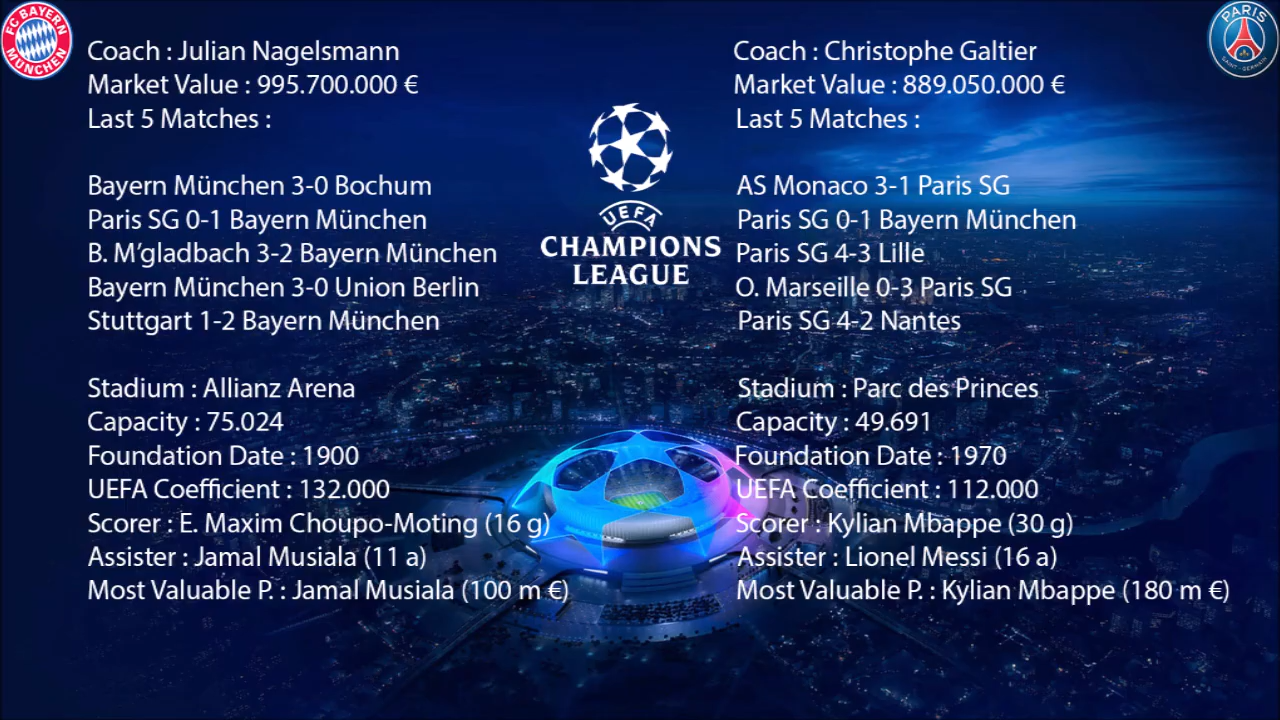 FC BAYERN
MÜNCHEN
Coach : Julian Nagelsmann
Market Value : 995.700.000 €
Last 5 Matches :
Bayern München 3-0 Bochum
Paris SG 0-1 Bayern München
B. M’gladbach 3-2 Bayern München
Bayern München 3-0 Union Berlin
Stuttgart 1-2 Bayern München
Stadium : Allianz Arena
Capacity : 75.024
Foundation Date : 1900
UEFA Coefficient : 132.000
Scorer : E. Maxim Choupo-Moting (16 g)
Assister : Jamal Musiala (11 a)
Most Valuable P. : Jamal Musiala (100 m €)
UEFA
CHAMPIONS
LEAGUE
PARIS
SAINT-GERMAIN
Coach : Christophe Galtier
Market Value : 889.050.000 €
Last 5 Matches :
AS Monaco 3-1 Paris SG
Paris SG 0-1 Bayern München
Paris SG 4-3 Lille
O. Marseille 0-3 Paris SG
Paris SG 4-2 Nantes
Stadium : Parc des Princes
Capacity : 49.691
Foundation Date : 1970
UEFA Coefficient : 112.000
Scorer : Kylian Mbappe (30 g)
Assister : Lionel Messi (16 a)
Most Valuable P. : Kylian Mbappe (180 m €)